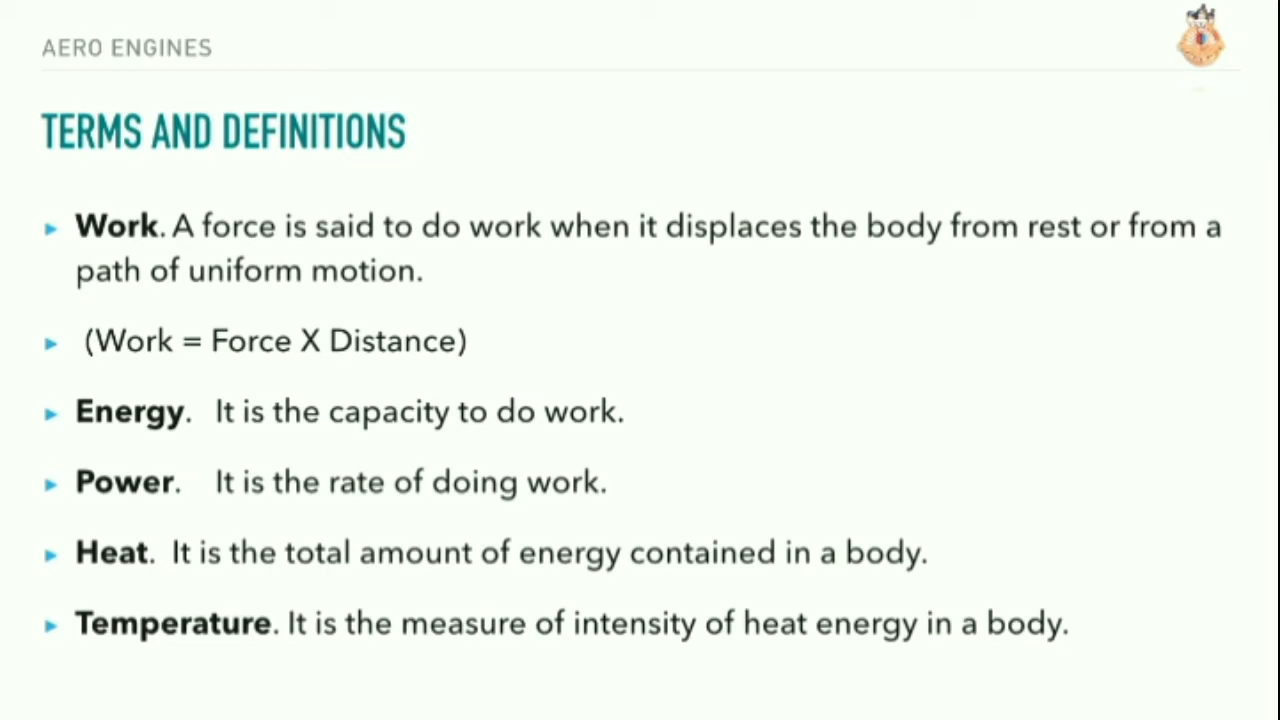 AERO ENGINES
TERMS AND DEFINITIONS
▸ Work. A force is said to do work when it displaces the body from rest or from a
path of uniform motion.
▸ (Work = Force X Distance)
▸ Energy. It is the capacity to do work.
▸ Power. It is the rate of doing work.
▸ Heat. It is the total amount of energy contained in a body.
▸ Temperature. It is the measure of intensity of heat energy in a body.